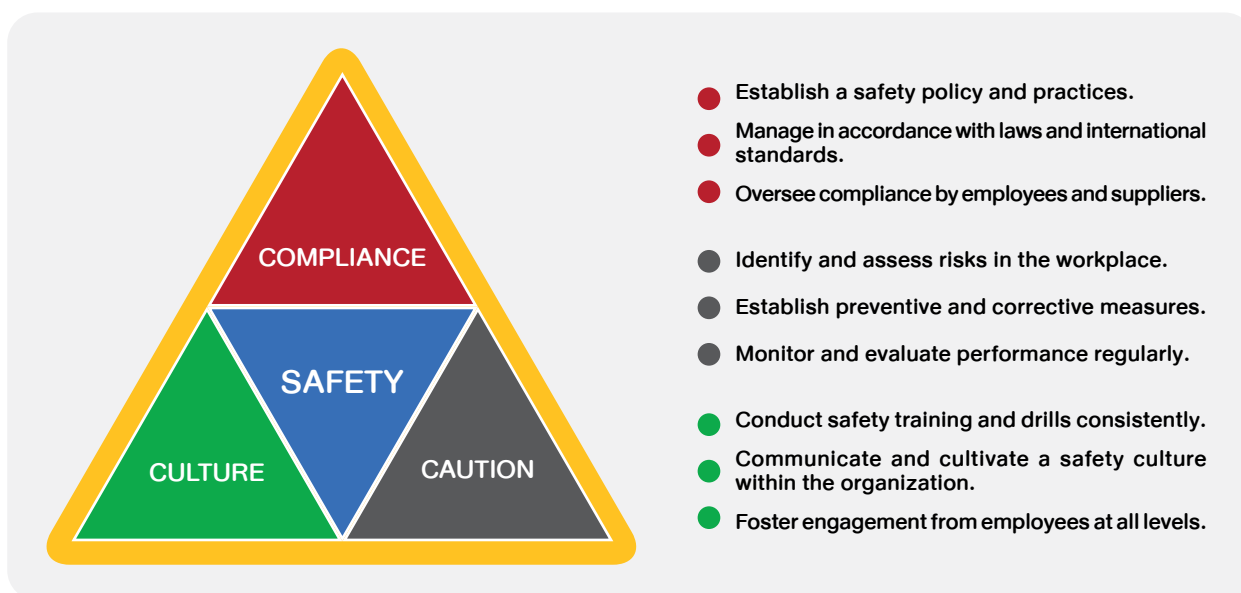 COMPLIANCE
SAFETY
CULTURE
CAUTION
Establish a safety policy and practices.
Manage in accordance with laws and international
standards.
Oversee compliance by employees and suppliers.
Identify and assess risks in the workplace.
Establish preventive and corrective measures.
Monitor and evaluate performance regularly.
Conduct safety training and drills consistently.
Communicate and cultivate a safety culture
within the organization.
Foster engagement from employees at all levels.